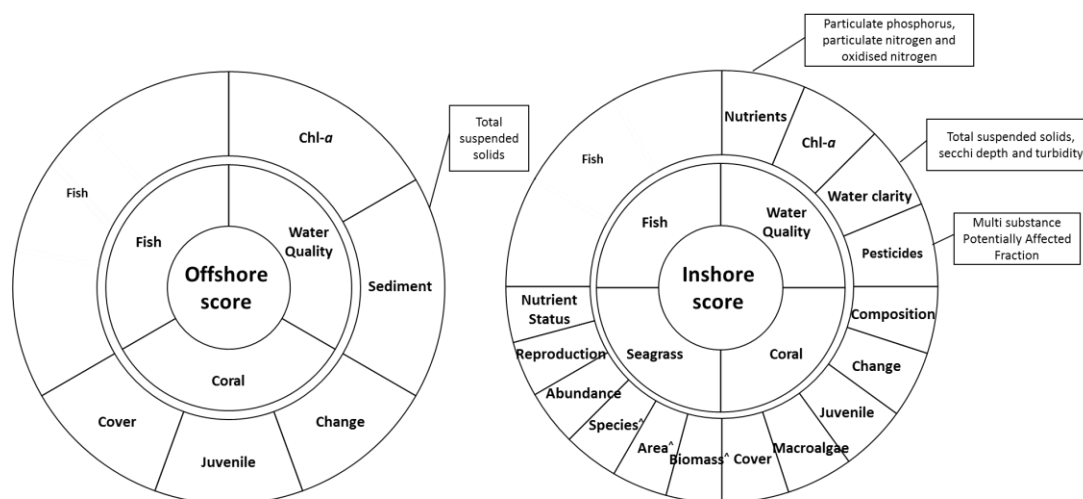 Particulate phosphorus,
particulate nitrogen and
oxidised nitrogen
Total
suspended
solids
Total suspended solids,
secchi depth and turbidity
Multi substance
Potentially Affected
Fraction
Offshore
score
Fish
Water
Quality
Coral
Fish
Chl-a
Sediment
Change
Juvenile
Cover
Inshore
score
Fish
Water
Quality
Coral
Seagrass
Fish
Nutrients
Chl-a
Water clarity
Pesticides
Composition
Change
Juvenile
Macroalgae
Cover
Biomass^
Area^
Species^
Abundance
Reproduction
Nutrient
Status